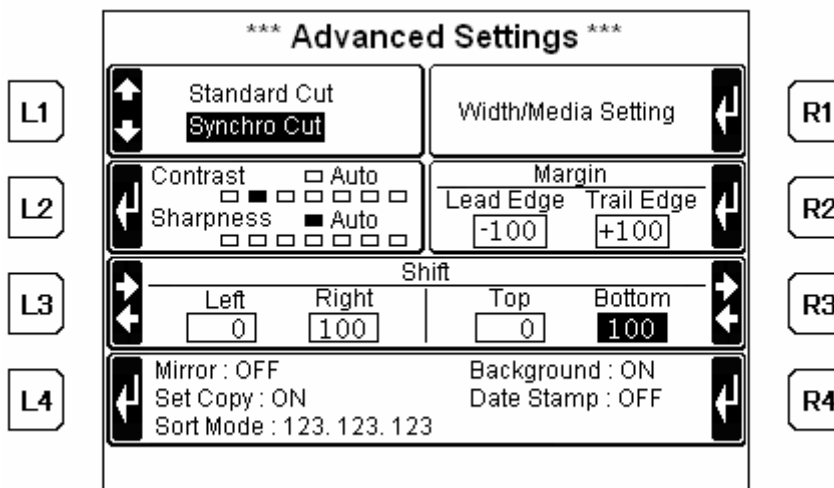 *** Advanced Settings ***
L1
Standard Cut
Synchro Cut
Width/Media Setting
R1
L2
Contrast Auto
Sharpness Auto
Margin
Lead Edge Trail Edge
-100 +100
R2
L3
Shift
Left Right Top Bottom
0 100 0 100
R3
L4
Mirror : OFF
Set Copy : ON
Sort Mode : 123. 123. 123
Background : ON
Date Stamp : OFF
R4